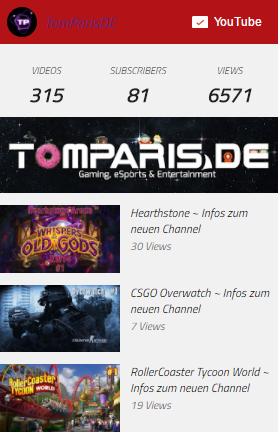 TP TomParisDE YouTube
VIDEOS SUBSCRIBERS VIEWS
315 81 6571
TOMPARIS.DE
Gaming, eSports & Entertainment
Hearthstone ~ Infos zum
neuen Channel
30 Views
WHISPERS
OF THE
OLD GODS
CSGO Overwatch ~ Infos
zum neuen Channel
7 Views
RollerCoaster Tycoon World ~
Infos zum neuen Channel
19 Views
RollerCoaster
Tycoon
WORLD